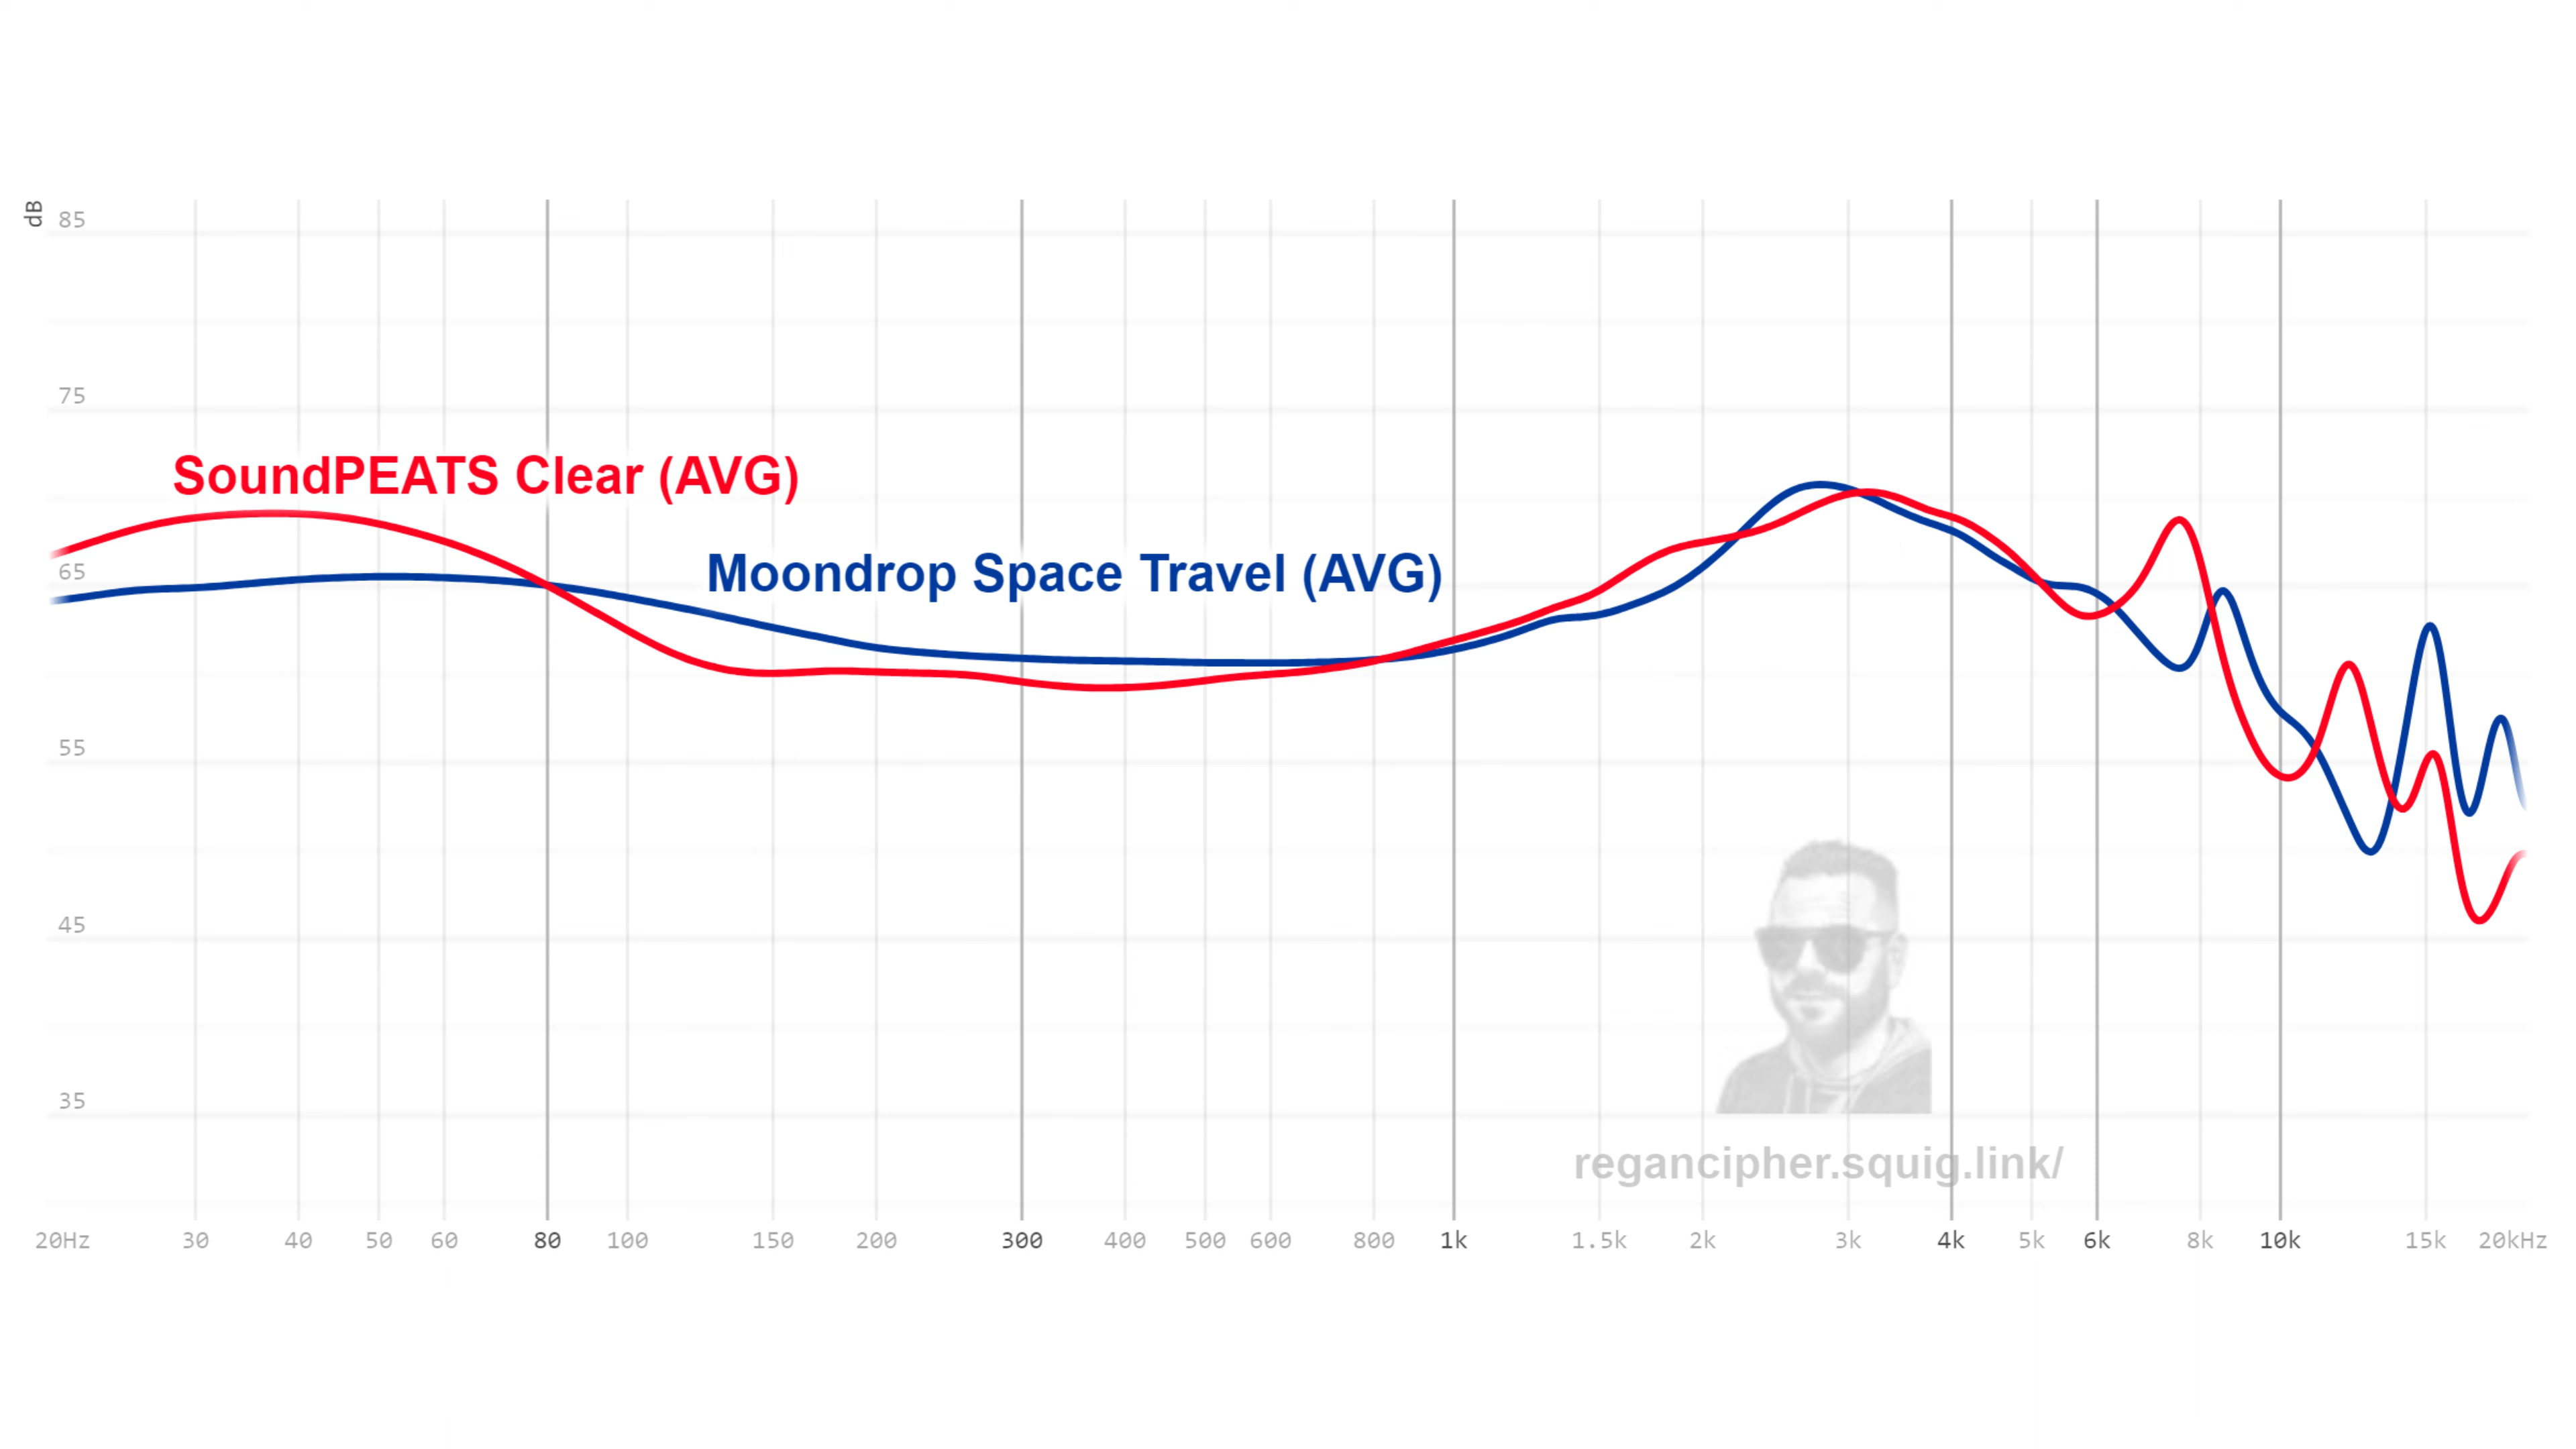 dB
85
75
SoundPEATS Clear (AVG)
65
Moondrop Space Travel (AVG)
55
45
35
regancipher.squig.link/
20Hz 30 40 50 60 80 100 150 200 300 400 500 600 800 1k 1.5k 2k 3k 4k 5k 6k 8k 10k 15k 20kHz